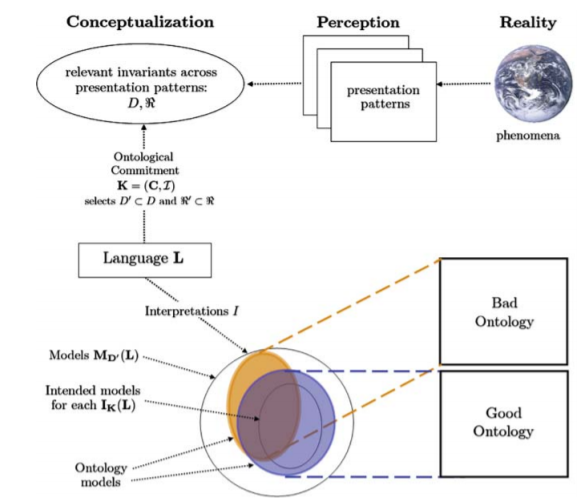 Conceptualization
Perception
Reality
relevant invariants across
presentation patterns:
D, ℜ
presentation
patterns
phenomena
Ontological
Commitment
K = (C, ℐ)
selects D′ ⊂ D and ℜ′ ⊂ ℜ
Language L
Interpretations I
Bad
Ontology
Models M_D′(L)
Intended models
for each I_K(L)
Good
Ontology
Ontology
models